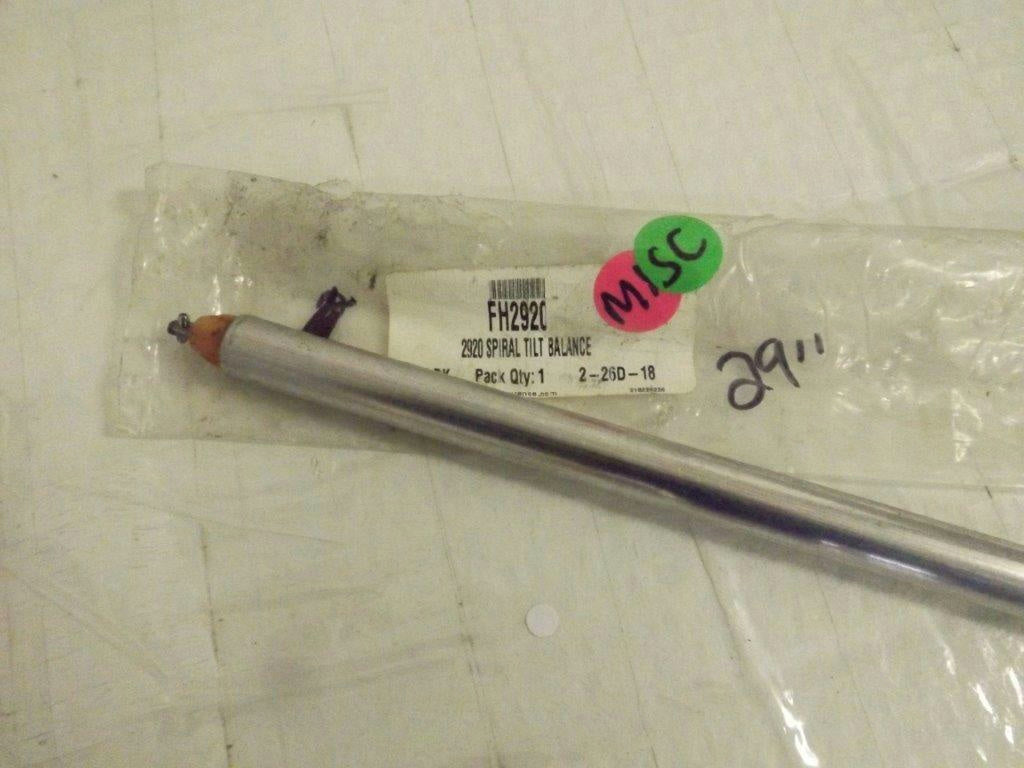 FH2920
2920 SPIRAL TILT BALANCE
Pack Qty: 1 2-26D-18
MISC
29"